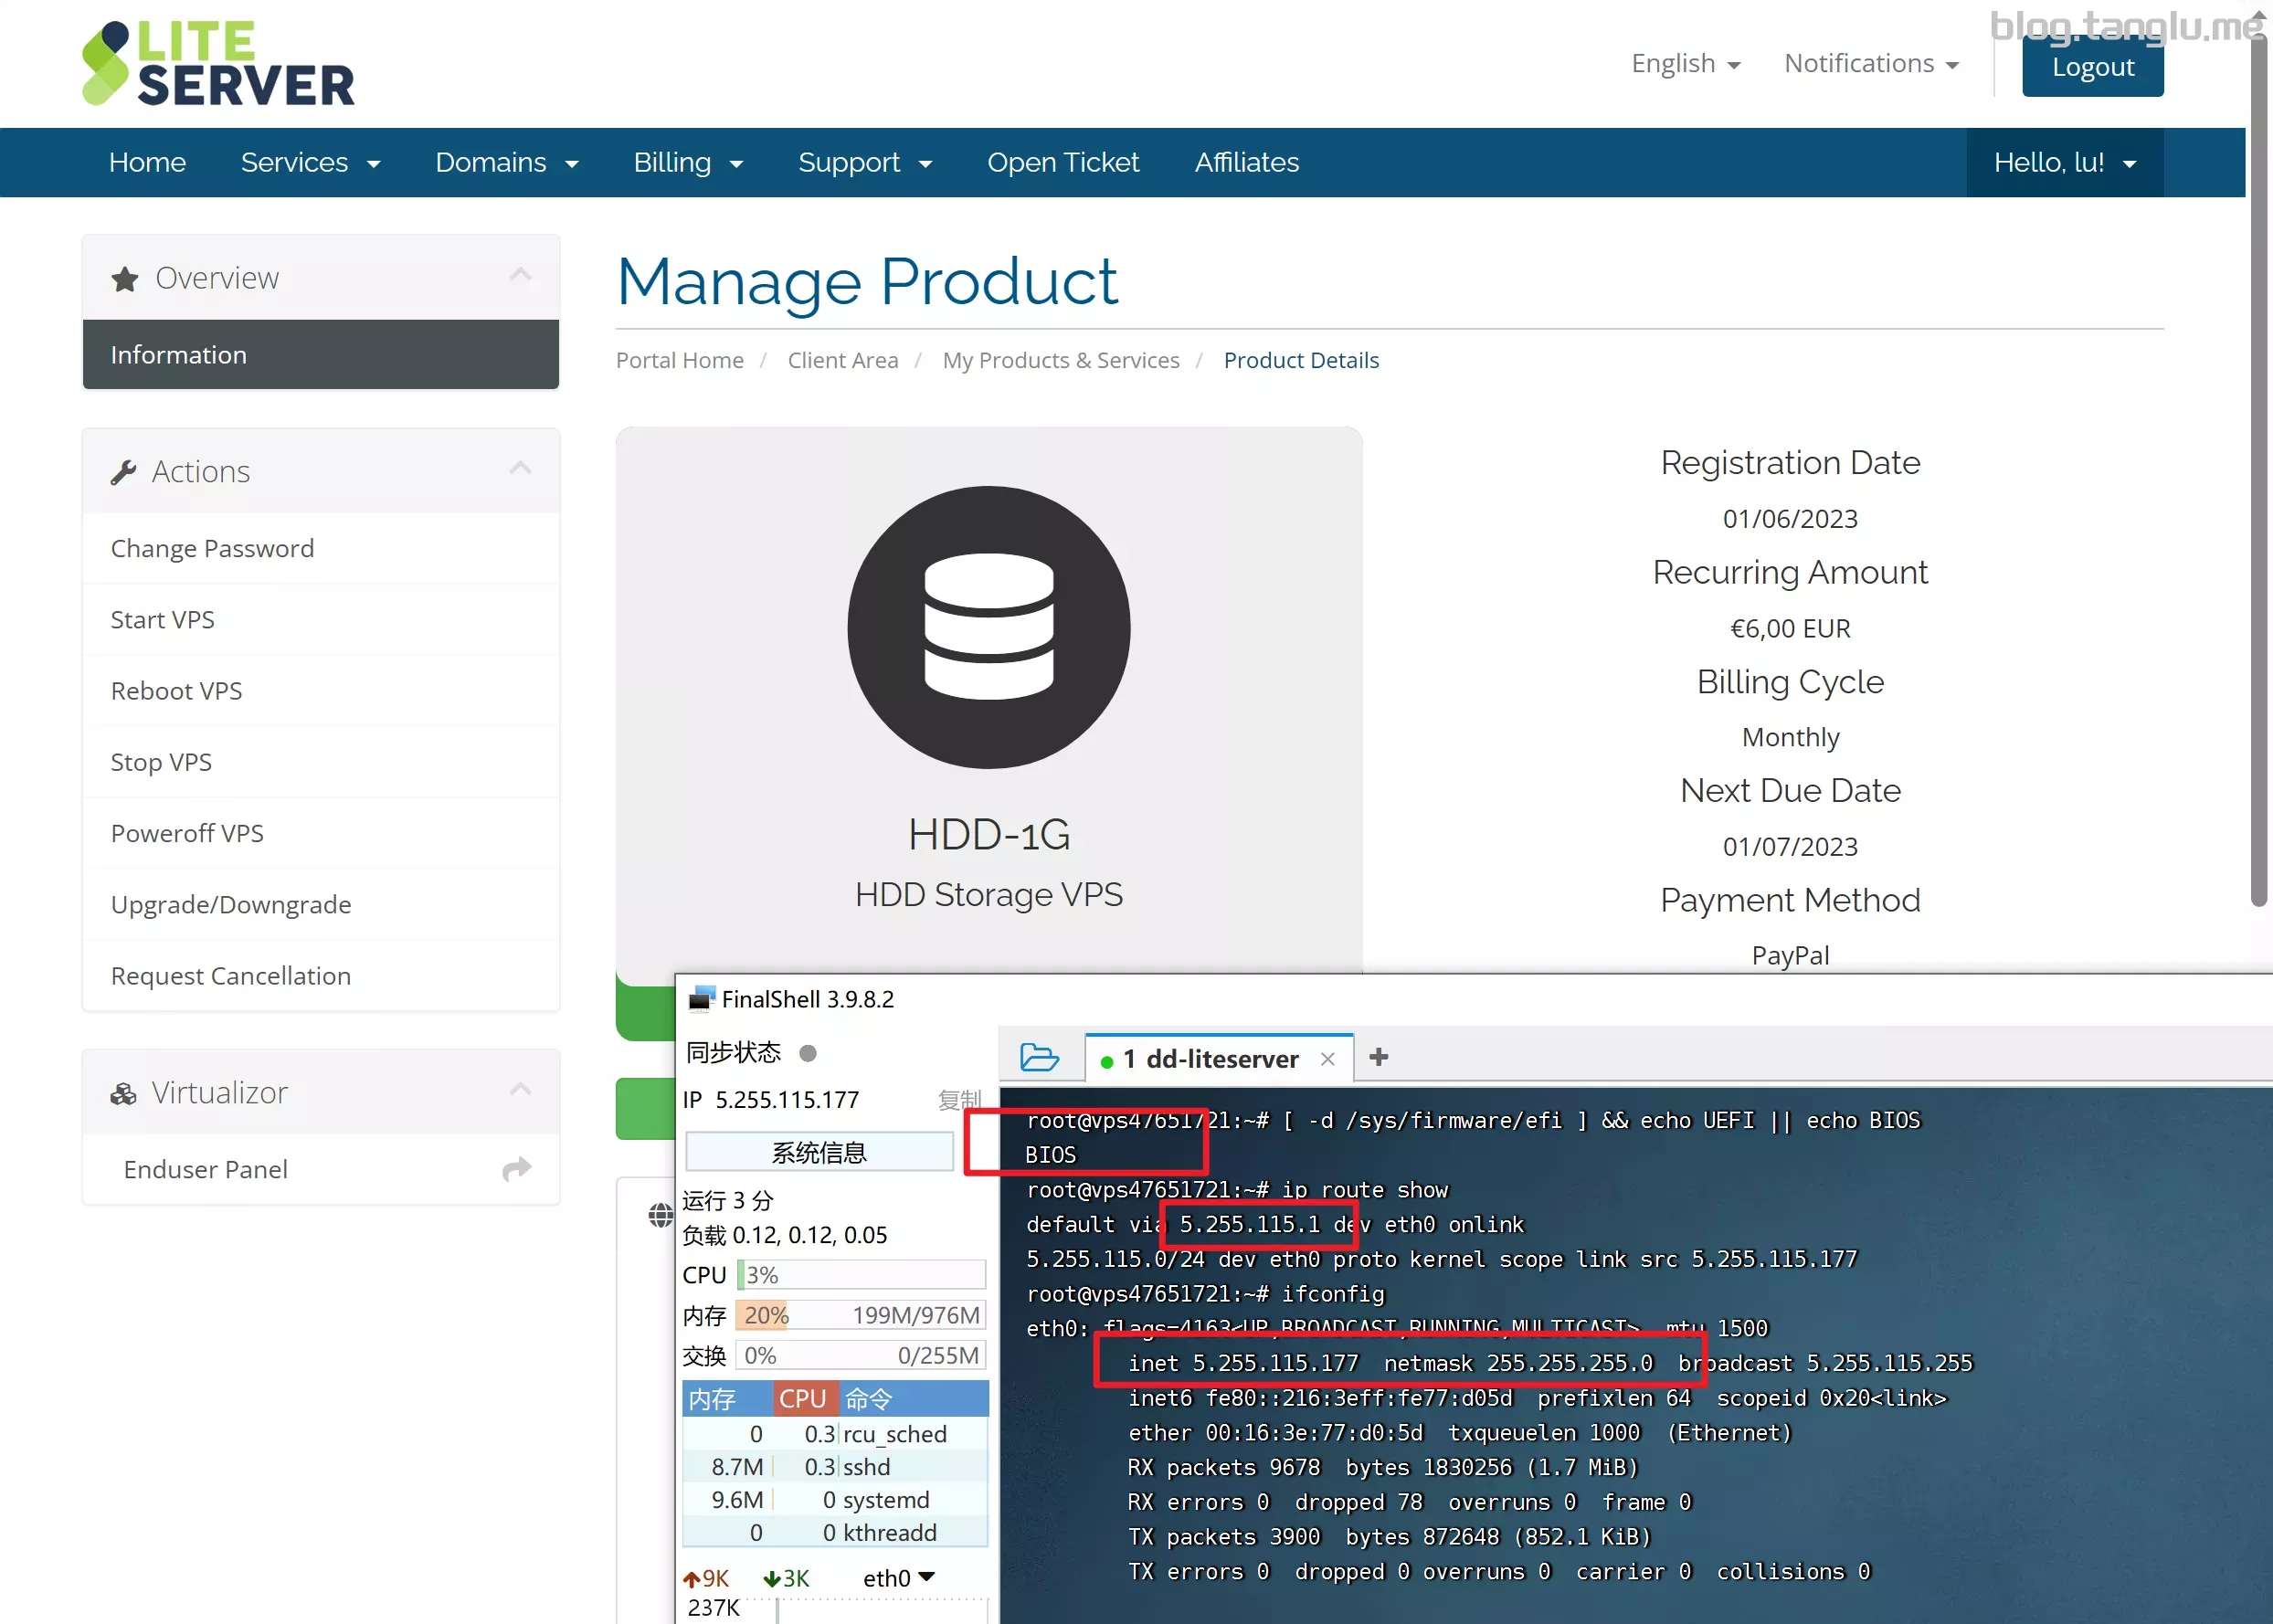 blog.tanglu.me
LITE
SERVER
English
Notifications
Logout
Home
Services
Domains
Billing
Support
Open Ticket
Affiliates
Hello, lu!
Overview
Information
Actions
Change Password
Start VPS
Reboot VPS
Stop VPS
Poweroff VPS
Upgrade/Downgrade
Request Cancellation
Virtualizor
Enduser Panel
Manage Product
Portal Home / Client Area / My Products & Services / Product Details
HDD-1G
HDD Storage VPS
Registration Date
01/06/2023
Recurring Amount
€6,00 EUR
Billing Cycle
Monthly
Next Due Date
01/07/2023
Payment Method
PayPal
FinalShell 3.9.8.2
同步状态
IP 5.255.115.177
复制
系统信息
运行 3 分
负载 0.12, 0.12, 0.05
CPU 3%
内存 20% 199M/976M
交换 0% 0/255M
内存 CPU 命令
0 0.3 rcu_sched
8.7M 0.3 sshd
9.6M 0 systemd
0 0 kthreadd
9K 3K eth0
237K
1 dd-liteserver
root@vps47651721:~# [ -d /sys/firmware/efi ] && echo UEFI || echo BIOS
BIOS
root@vps47651721:~# ip route show
default via 5.255.115.1 dev eth0 onlink
5.255.115.0/24 dev eth0 proto kernel scope link src 5.255.115.177
root@vps47651721:~# ifconfig
eth0: flags=4163<UP,BROADCAST,RUNNING,MULTICAST> mtu 1500
inet 5.255.115.177 netmask 255.255.255.0 broadcast 5.255.115.255
inet6 fe80::216:3eff:fe77:d05d prefixlen 64 scopeid 0x20<link>
ether 00:16:3e:77:d0:5d txqueuelen 1000 (Ethernet)
RX packets 9678 bytes 1830256 (1.7 MiB)
RX errors 0 dropped 78 overruns 0 frame 0
TX packets 3900 bytes 872648 (852.1 KiB)
TX errors 0 dropped 0 overruns 0 carrier 0 collisions 0